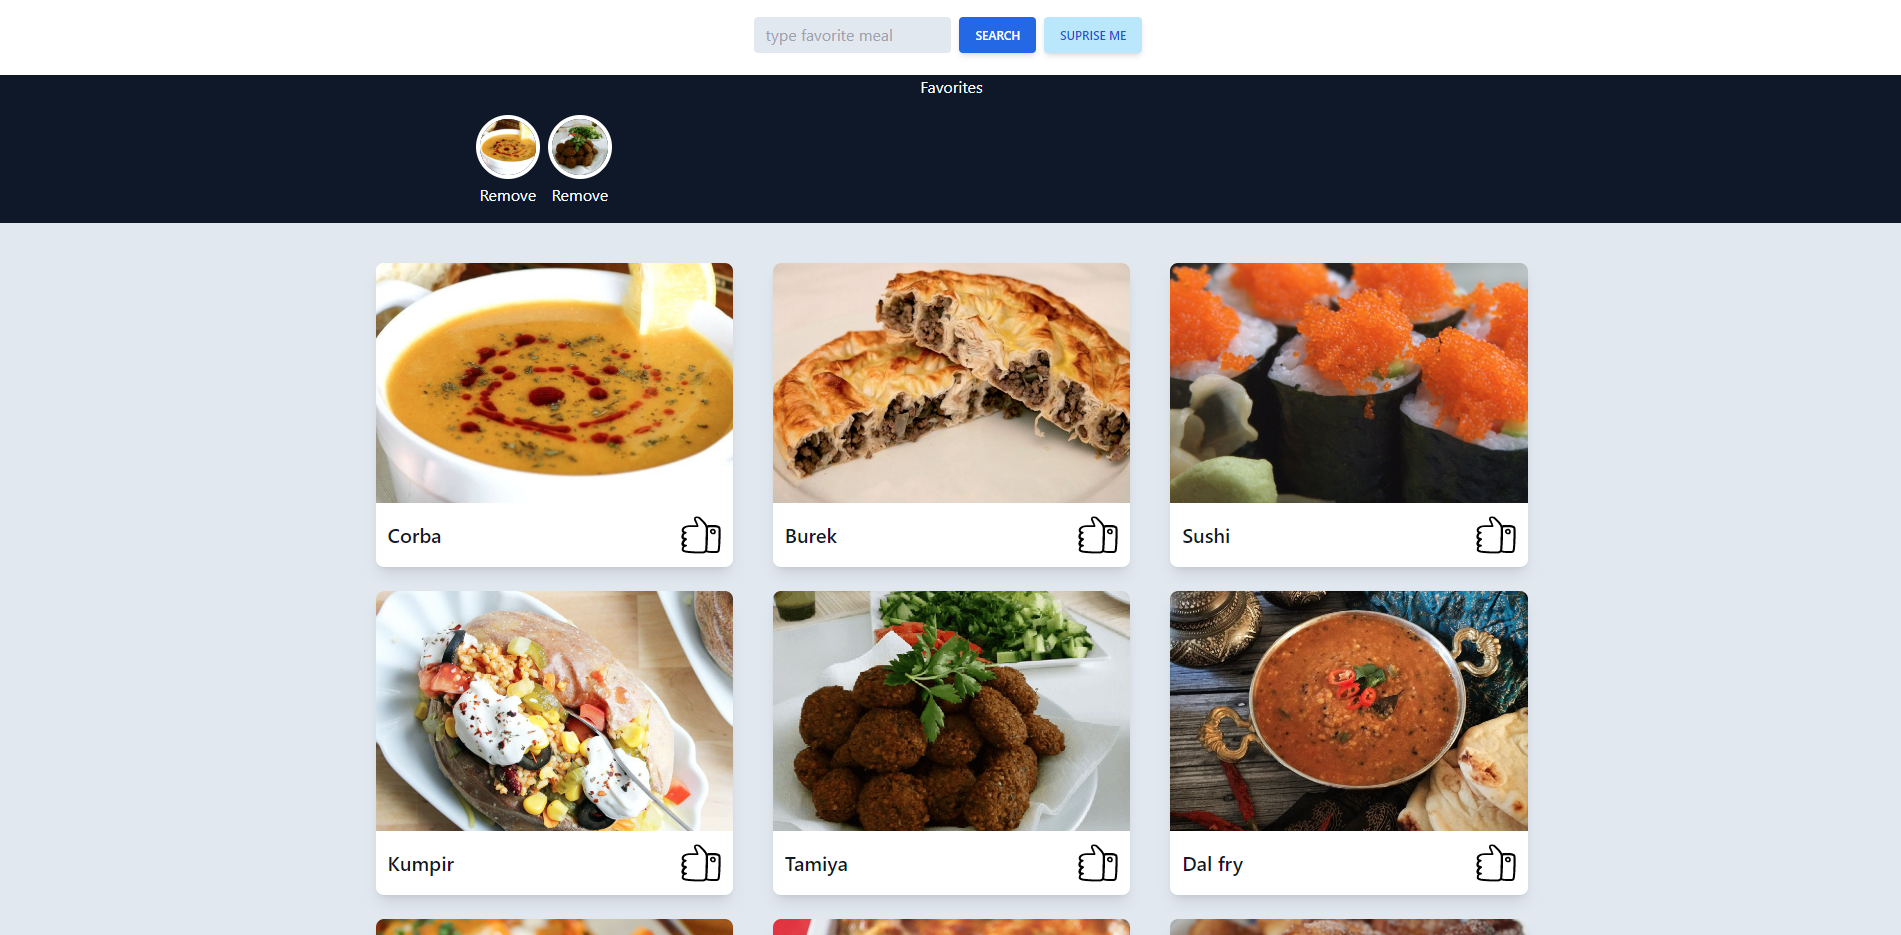 type favorite meal
SEARCH
SUPRISE ME
Favorites
Remove
Remove
Corba
Burek
Sushi
Kumpir
Tamiya
Dal fry